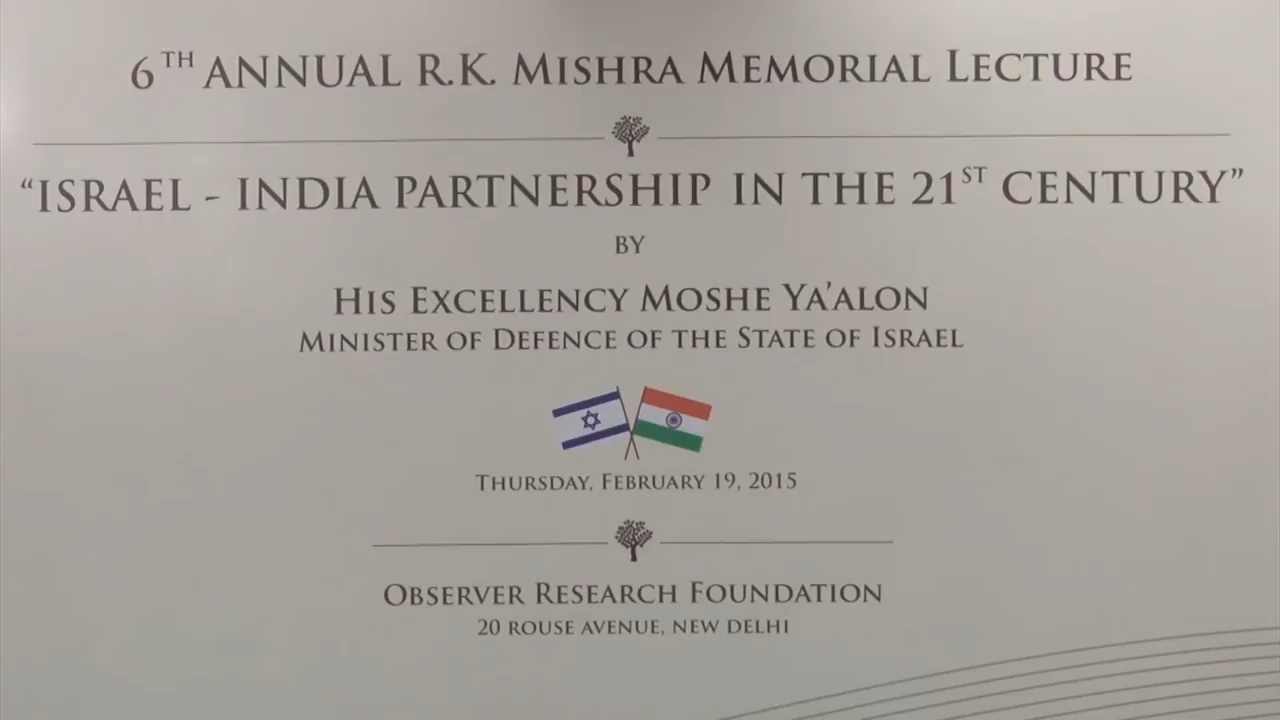 6TH ANNUAL R.K. MISHRA MEMORIAL LECTURE
“ISRAEL - INDIA PARTNERSHIP IN THE 21ST CENTURY”
BY
HIS EXCELLENCY MOSHE YA’ALON
MINISTER OF DEFENCE OF THE STATE OF ISRAEL
THURSDAY, FEBRUARY 19, 2015
OBSERVER RESEARCH FOUNDATION
20 ROUSE AVENUE, NEW DELHI